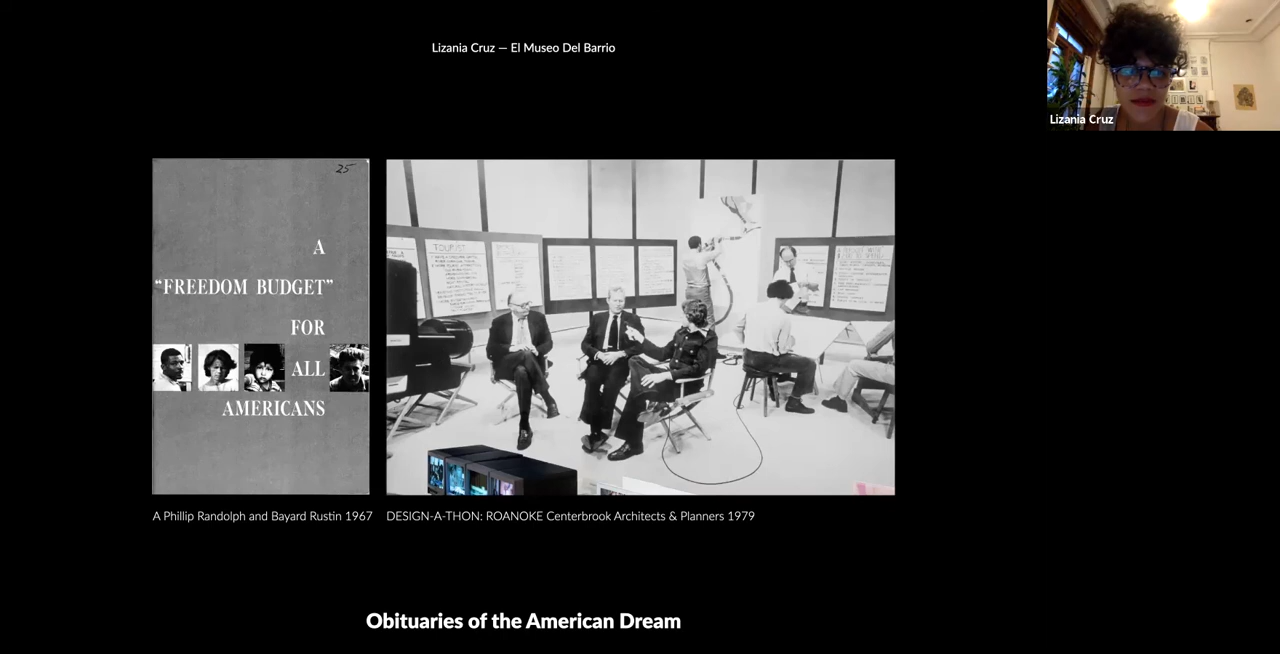 Lizania Cruz — El Museo Del Barrio
Lizania Cruz
25
A
“FREEDOM BUDGET”
FOR
ALL
AMERICANS
TOURIST
A Phillip Randolph and Bayard Rustin 1967
DESIGN-A-THON: ROANOKE Centerbrook Architects & Planners 1979
Obituaries of the American Dream